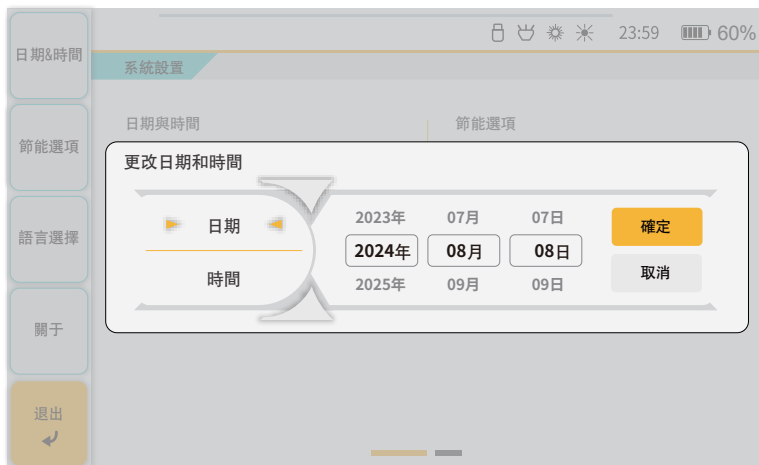 23:59 60%
日期&時間
系統設置
日期與時間 節能選項
節能選項
更改日期和時間
日期
時間
2023年 07月 07日
2024年 08月 08日
2025年 09月 09日
確定
取消
語言選擇
關于
退出